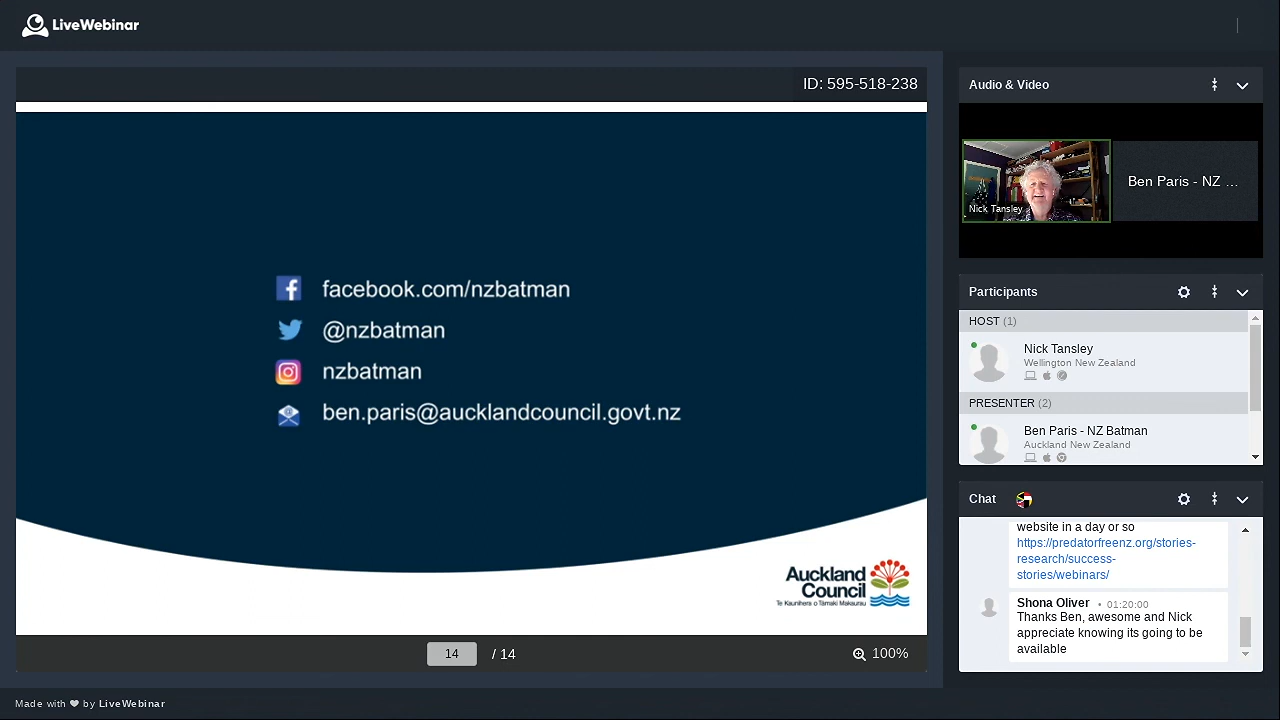 LiveWebinar
ID: 595-518-238
facebook.com/nzbatman
@nzbatman
nzbatman
ben.paris@aucklandcouncil.govt.nz
Auckland
Council
Te Kaunihera o Tāmaki Makaurau
14 / 14
100%
Audio & Video
Nick Tansley
Ben Paris - NZ ...
Participants
HOST (1)
Nick Tansley
Wellington New Zealand
PRESENTER (2)
Ben Paris - NZ Batman
Auckland New Zealand
Chat
website in a day or so
https://predatorfreenz.org/stories-
research/success-
stories/webinars/
Shona Oliver • 01:20:00
Thanks Ben, awesome and Nick
appreciate knowing its going to be
available
Made with ❤ by LiveWebinar